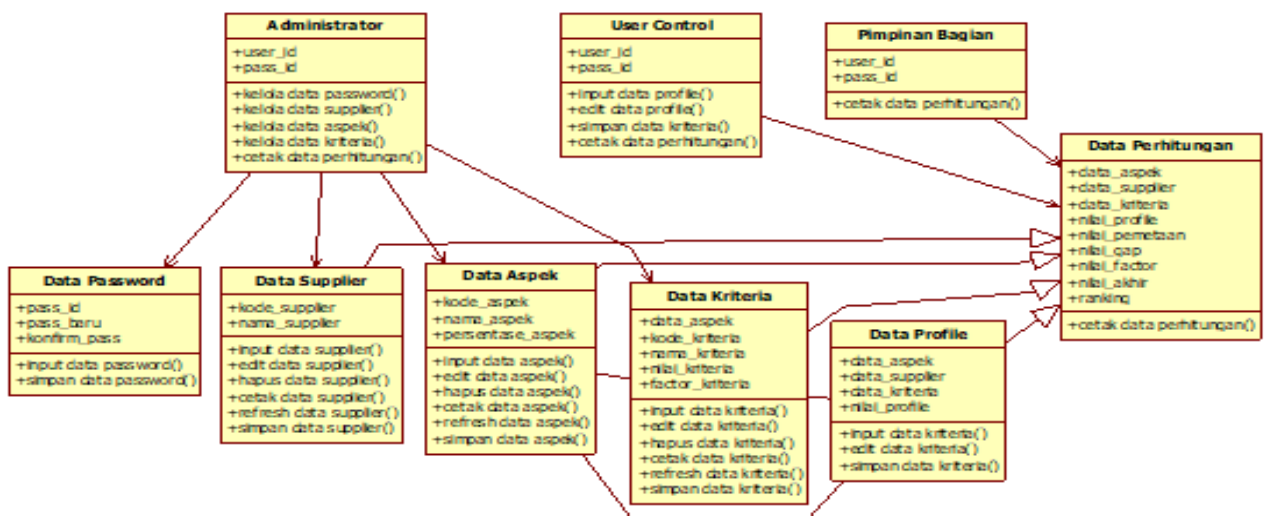 Administrator
+user_id
+pass_id
+kelola data password()
+kelola data supplier()
+kelola data aspek()
+kelola data kriteria()
+cetak data perhitungan()
User Control
+user_id
+pass_id
+input data profile()
+edit data profile()
+simpan data kriteria()
+cetak data perhitungan()
Pimpinan Bagian
+user_id
+pass_id
+cetak data perhitungan()
Data Perhitungan
+data_aspek
+data_supplier
+data_kriteria
+nilai_profile
+nilai_pemetaan
+nilai_gap
+nilai_factor
+nilai_akhir
+ranking
+cetak data perhitungan()
Data Password
+pass_id
+pass_baru
+konfirm_pass
+input data password()
+simpan data password()
Data Supplier
+kode_supplier
+nama_supplier
+input data supplier()
+edit data supplier()
+hapus data supplier()
+cetak data supplier()
+refresh data supplier()
+simpan data supplier()
Data Aspek
+kode_aspek
+nama_aspek
+persentase_aspek
+input data aspek()
+edit data aspek()
+hapus data aspek()
+cetak data aspek()
+refresh data aspek()
+simpan data aspek()
Data Kriteria
+data_aspek
+kode_kriteria
+nama_kriteria
+nilai_kriteria
+factor_kriteria
+input data kriteria()
+edit data kriteria()
+hapus data kriteria()
+cetak data kriteria()
+refresh data kriteria()
+simpan data kriteria()
Data Profile
+data_aspek
+data_supplier
+data_kriteria
+nilai_profile
+input data kriteria()
+edit data kriteria()
+simpan data kriteria()